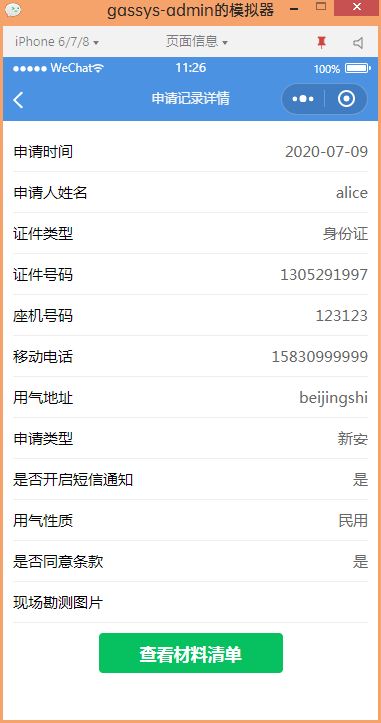 gassys-admin的模拟器
iPhone 6/7/8 页面信息
WeChat 11:26 100%
申请记录详情
申请时间 2020-07-09
申请人姓名 alice
证件类型 身份证
证件号码 1305291997
座机号码 123123
移动电话 15830999999
用气地址 beijingshi
申请类型 新安
是否开启短信通知 是
用气性质 民用
是否同意条款 是
现场勘测图片
查看材料清单